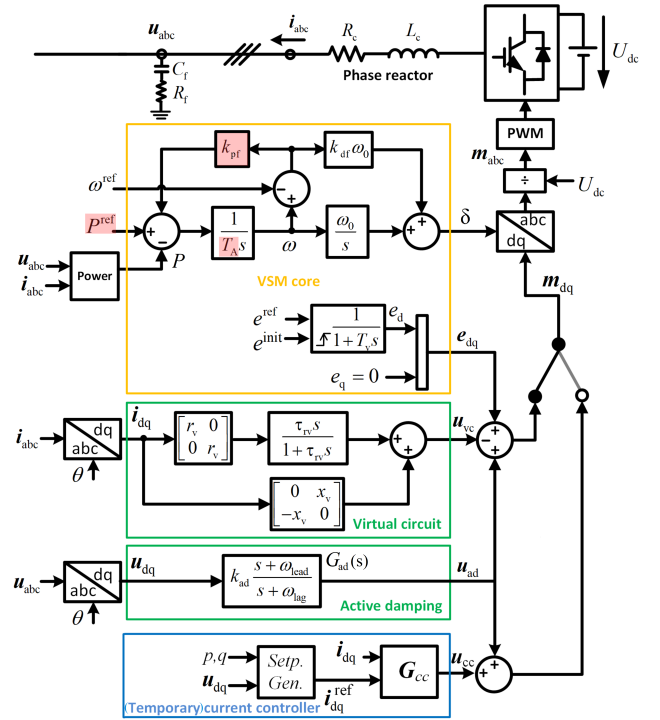 u_abc i_abc R_c L_c
C_f Phase reactor U_dc
R_f
PWM
m_abc
k_pf k_df ω_0
ω^ref − + ÷ U_dc
P^ref + − 1/(T_A s) ω ω_0/s + + δ abc dq
u_abc Power P
i_abc VSM core m_dq
e^ref 1/(1+T_v s) e_d
e^init
e_q = 0 e_dq
i_abc dq abc i_dq [r_v 0; 0 r_v] τ_rv s/(1+τ_rv s) + + u_vc − + +
θ [0 x_v; −x_v 0]
Virtual circuit
u_abc dq abc u_dq k_ad (s+ω_lead)/(s+ω_lag) G_ad(s) u_ad
θ Active damping
p,q Setp. i_dq G_cc u_cc + +
u_dq Gen. i_dq^ref
(Temporary)current controller